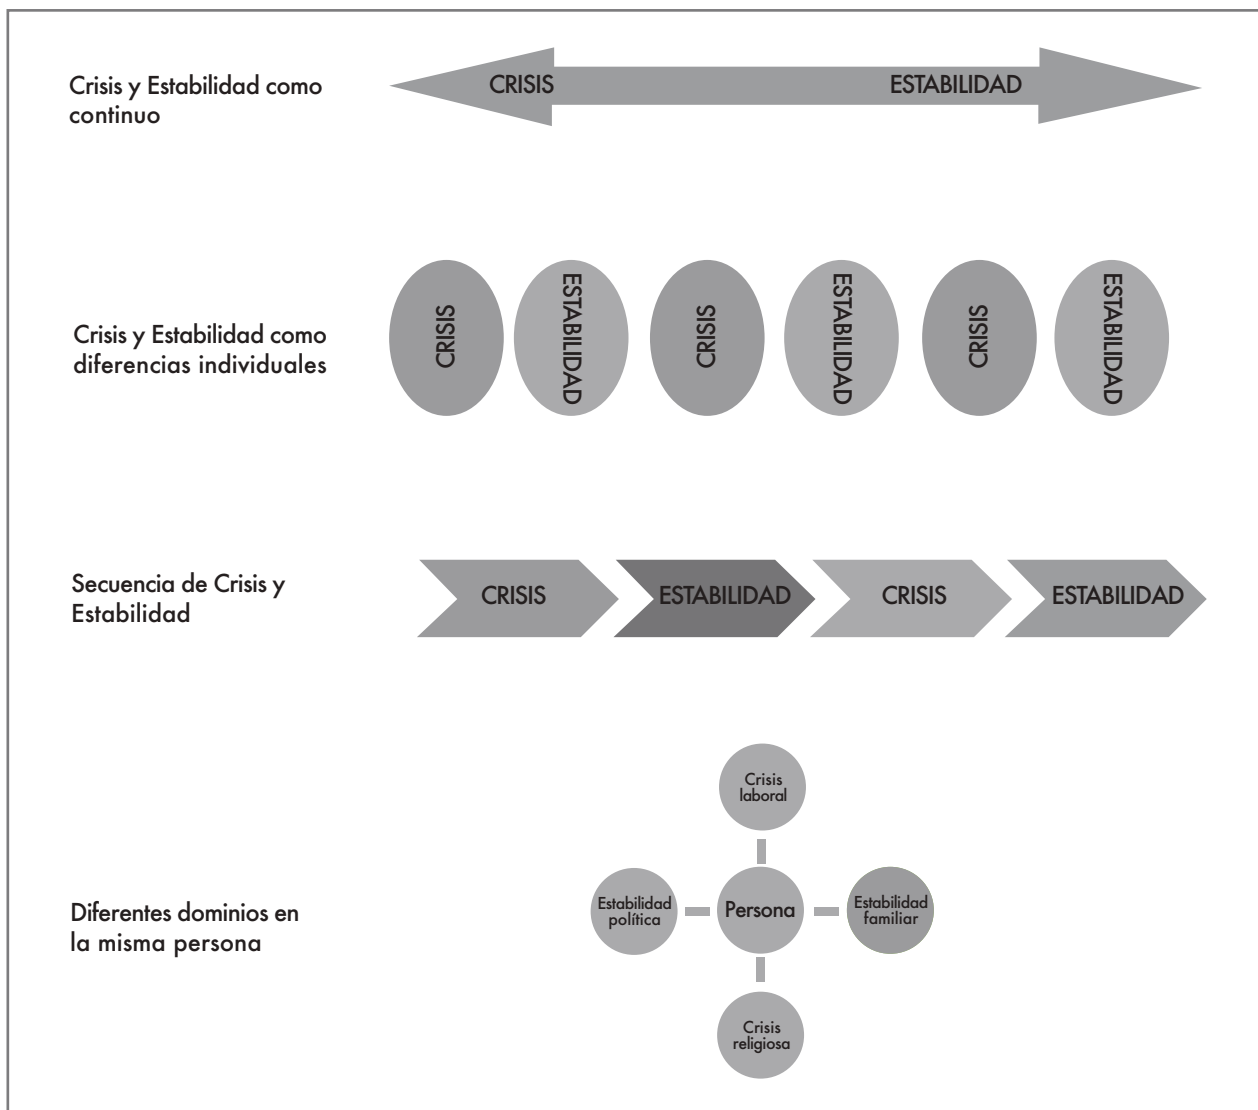 Crisis y Estabilidad como
continuo
CRISIS
ESTABILIDAD
Crisis y Estabilidad como
diferencias individuales
CRISIS
ESTABILIDAD
CRISIS
ESTABILIDAD
CRISIS
ESTABILIDAD
Secuencia de Crisis y
Estabilidad
CRISIS
ESTABILIDAD
CRISIS
ESTABILIDAD
Diferentes dominios en
la misma persona
Crisis
laboral
Estabilidad
política
Persona
Estabilidad
familiar
Crisis
religiosa